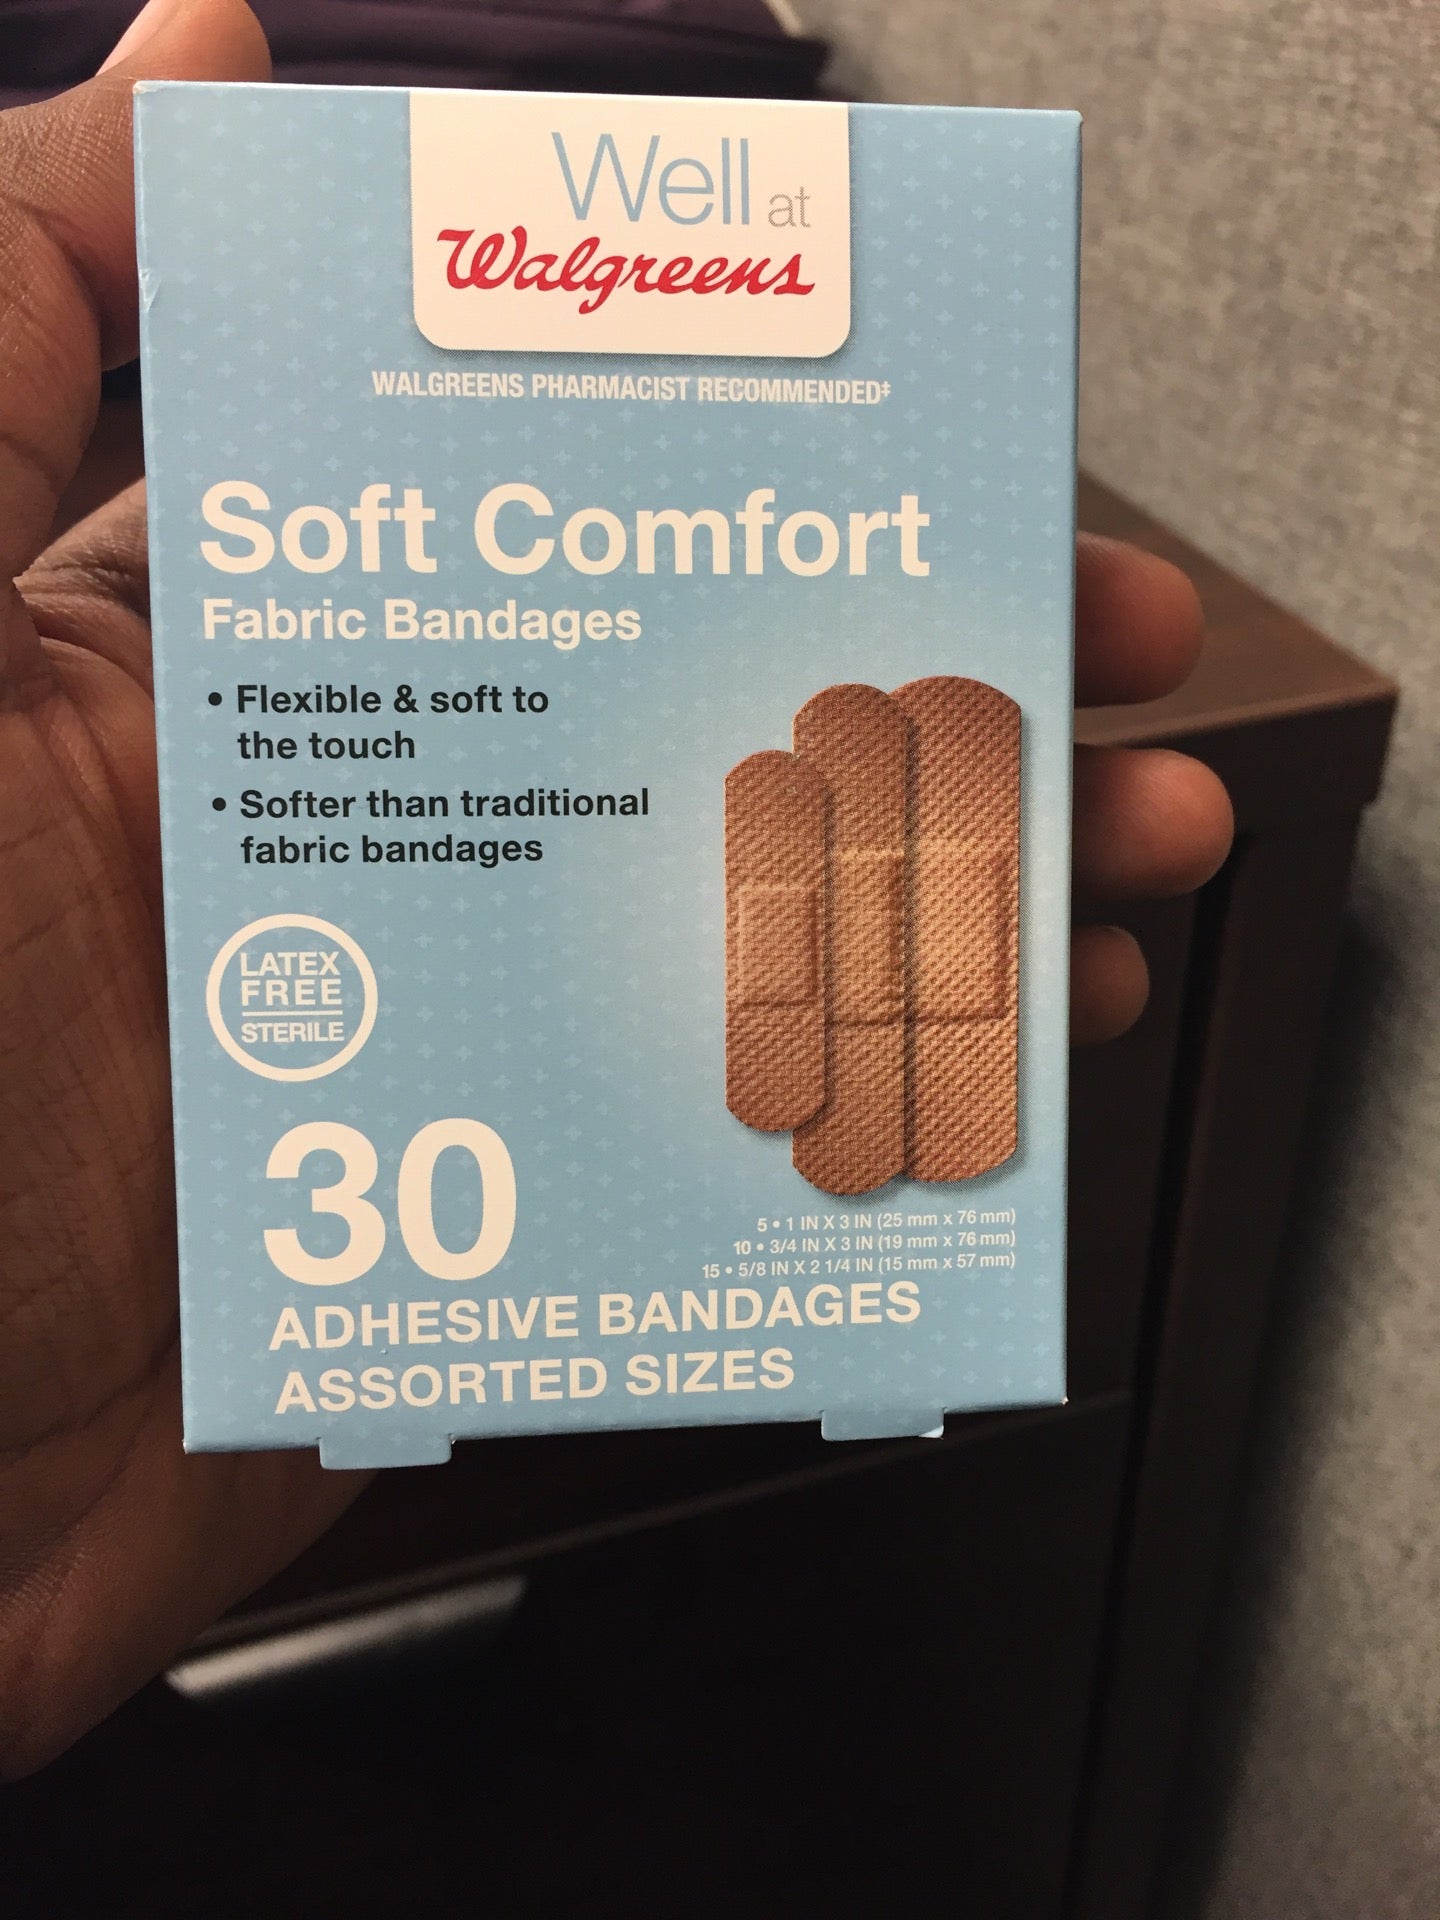 Well at
Walgreens
WALGREENS PHARMACIST RECOMMENDED‡
Soft Comfort
Fabric Bandages
• Flexible & soft to
the touch
• Softer than traditional
fabric bandages
LATEX
FREE
STERILE
30
5 • 1 IN X 3 IN (25 mm x 76 mm)
10 • 3/4 IN X 3 IN (19 mm x 76 mm)
15 • 5/8 IN X 2 1/4 IN (15 mm x 57 mm)
ADHESIVE BANDAGES
ASSORTED SIZES